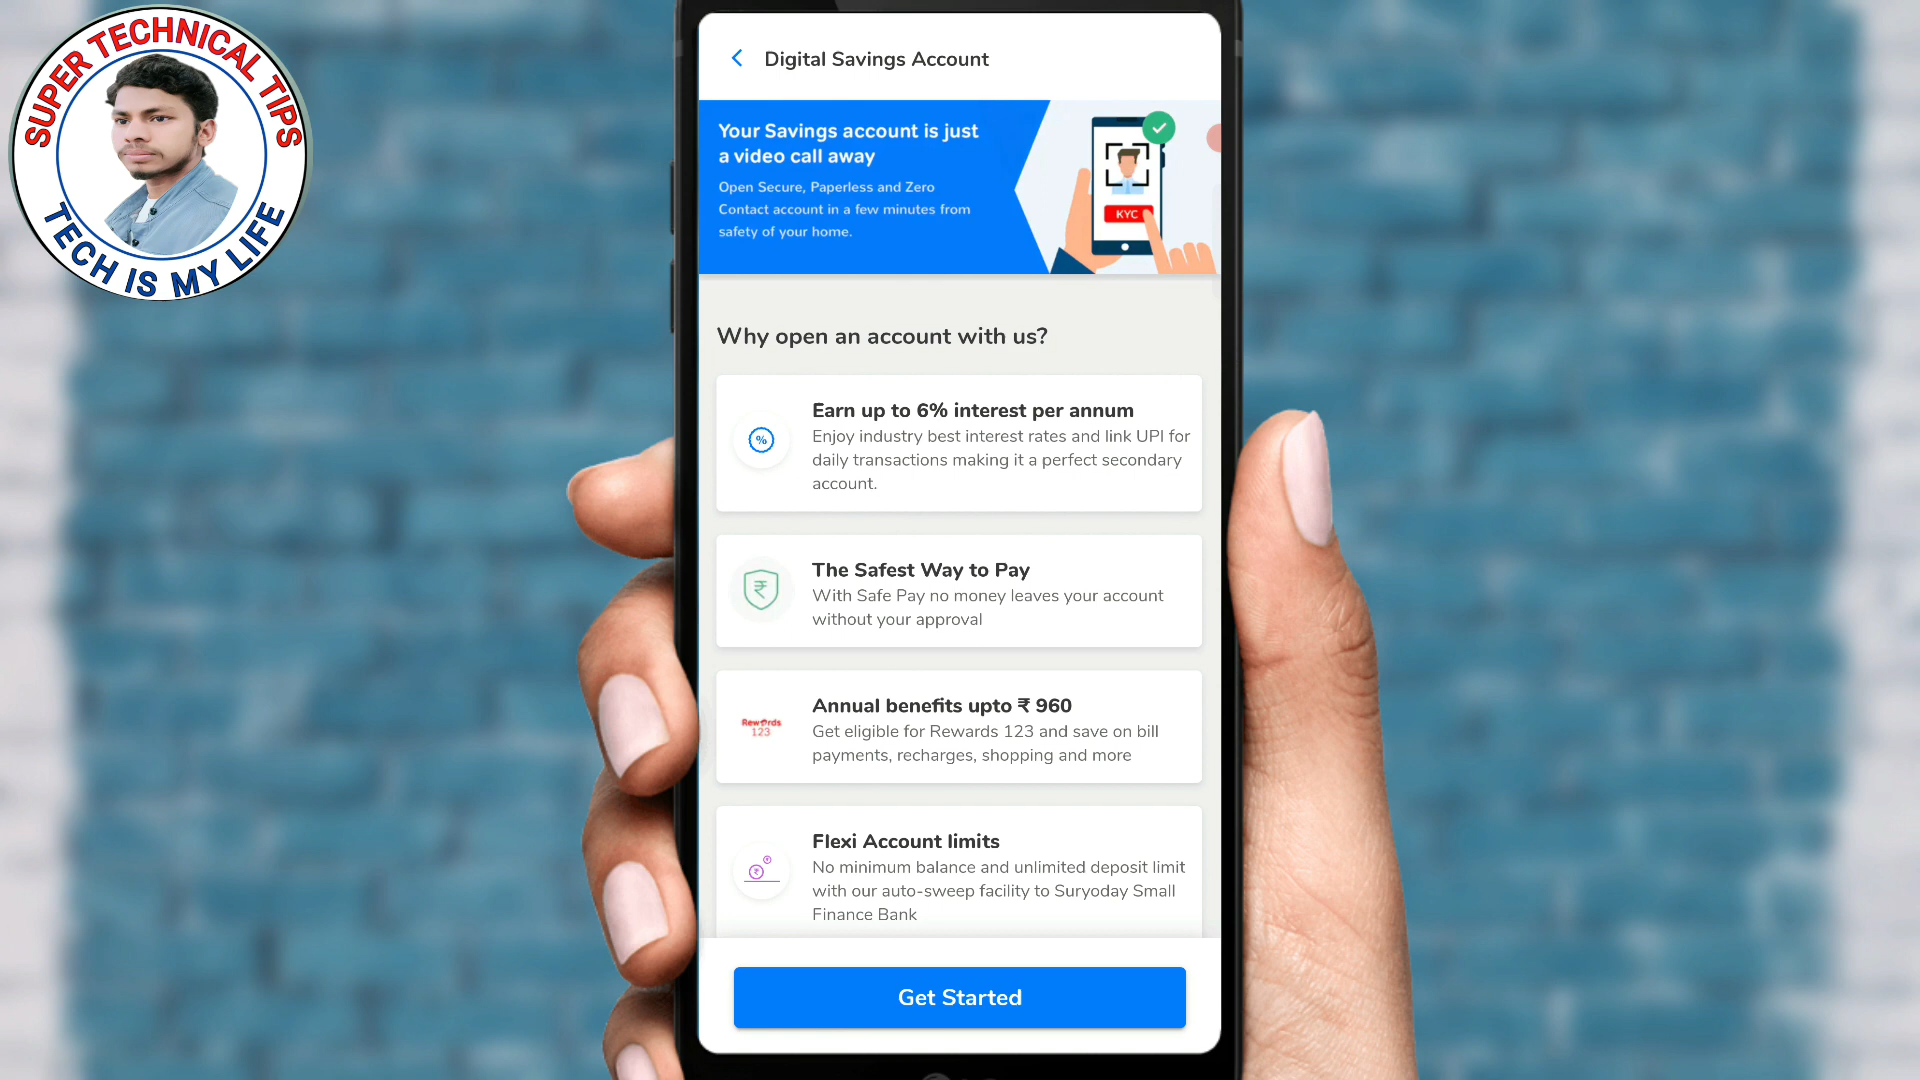 SUPER TECHNICAL TIPS
TECH IS MY LIFE
Digital Savings Account
Your Savings account is just
a video call away
Open Secure, Paperless and Zero
Contact account in a few minutes from
safety of your home.
KYC
Why open an account with us?
%
Earn up to 6% interest per annum
Enjoy industry best interest rates and link UPI for
daily transactions making it a perfect secondary
account.
₹
The Safest Way to Pay
With Safe Pay no money leaves your account
without your approval
Rewards
123
Annual benefits upto ₹ 960
Get eligible for Rewards 123 and save on bill
payments, recharges, shopping and more
Flexi Account limits
No minimum balance and unlimited deposit limit
with our auto-sweep facility to Suryoday Small
Finance Bank
Get Started